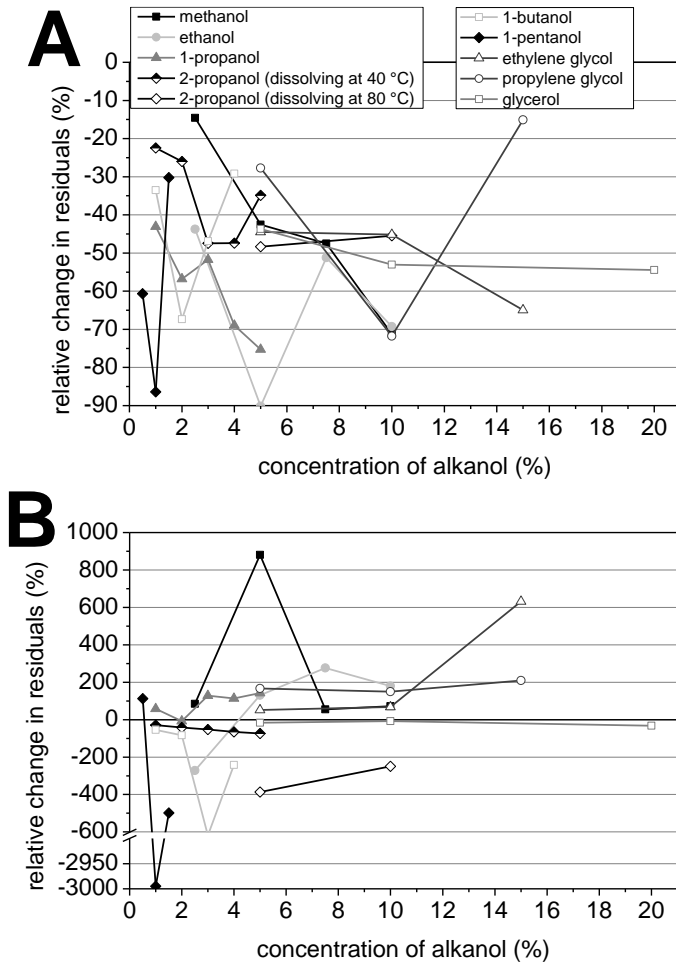 A
methanol
ethanol
1-propanol
2-propanol (dissolving at 40 °C)
2-propanol (dissolving at 80 °C)
1-butanol
1-pentanol
ethylene glycol
propylene glycol
glycerol
relative change in residuals (%)
0
-10
-20
-30
-40
-50
-60
-70
-80
-90
0 2 4 6 8 10 12 14 16 18 20
concentration of alkanol (%)
B
relative change in residuals (%)
1000
800
600
400
200
0
-200
-400
-600
-2950
-3000
0 2 4 6 8 10 12 14 16 18 20
concentration of alkanol (%)